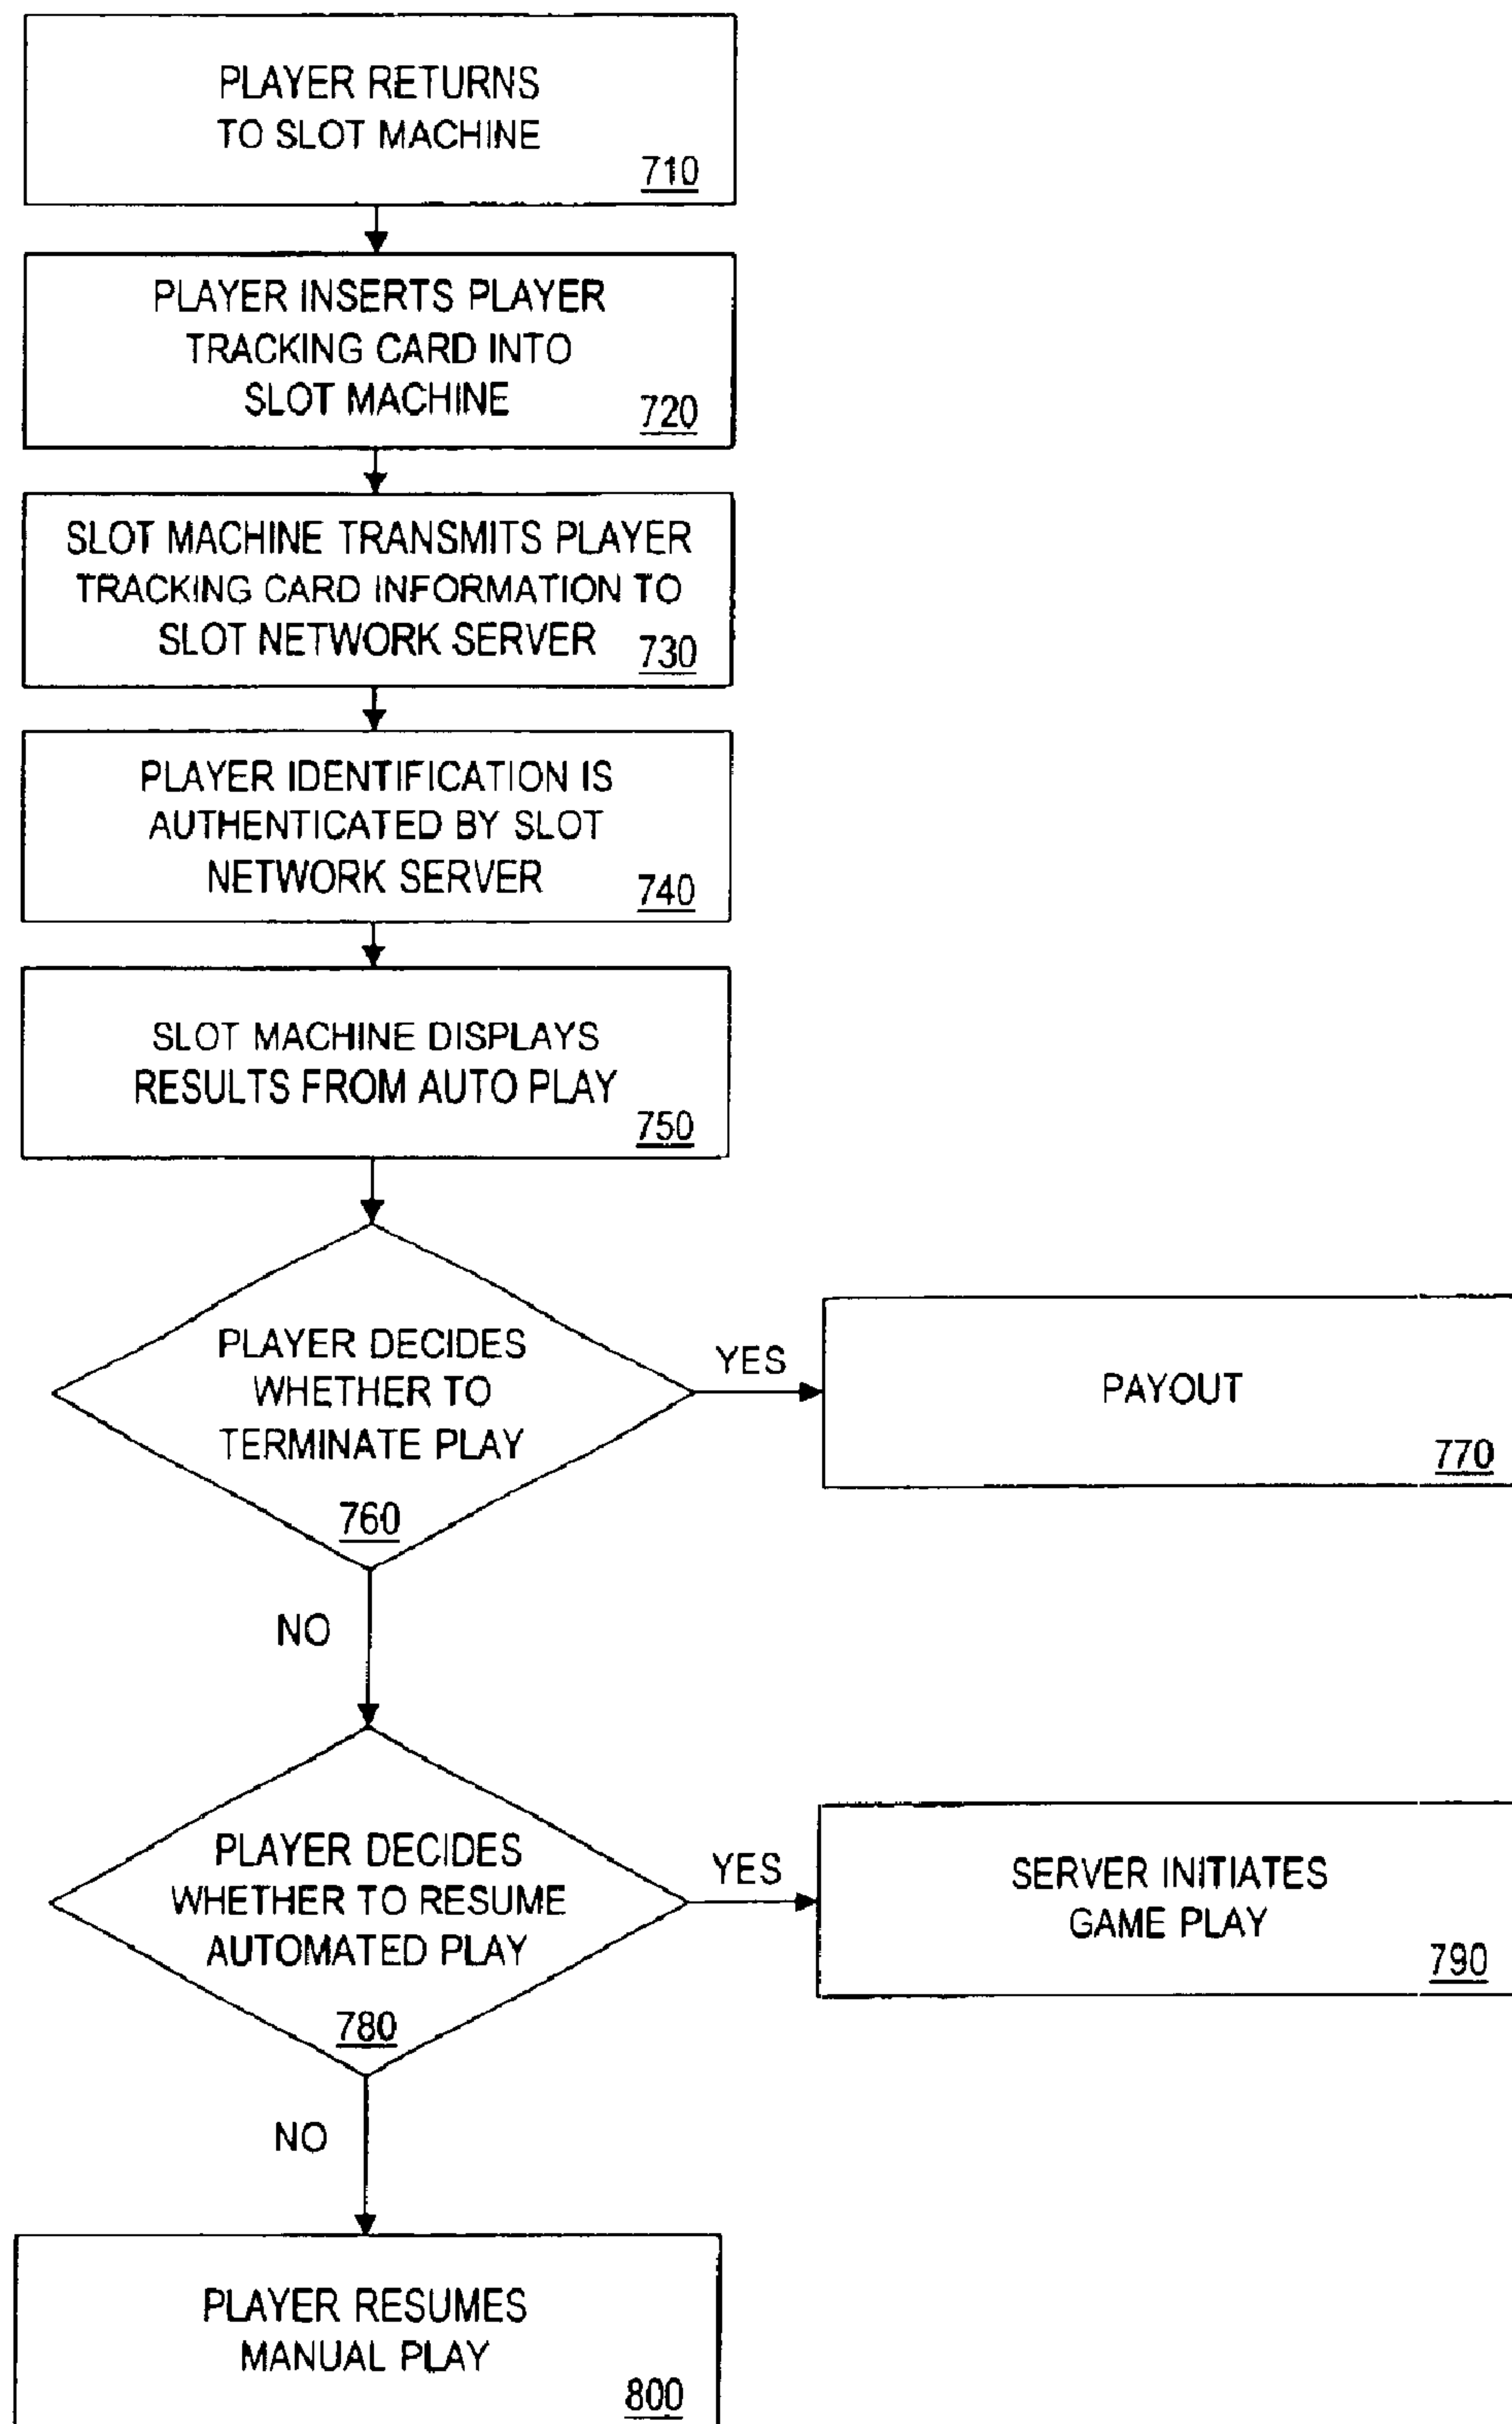 PLAYER RETURNS
TO SLOT MACHINE
710
PLAYER INSERTS PLAYER
TRACKING CARD INTO
SLOT MACHINE
720
SLOT MACHINE TRANSMITS PLAYER
TRACKING CARD INFORMATION TO
SLOT NETWORK SERVER
730
PLAYER IDENTIFICATION IS
AUTHENTICATED BY SLOT
NETWORK SERVER
740
SLOT MACHINE DISPLAYS
RESULTS FROM AUTO PLAY
750
PLAYER DECIDES
WHETHER TO
TERMINATE PLAY
760
YES
PAYOUT
770
NO
PLAYER DECIDES
WHETHER TO RESUME
AUTOMATED PLAY
780
YES
SERVER INITIATES
GAME PLAY
790
NO
PLAYER RESUMES
MANUAL PLAY
800